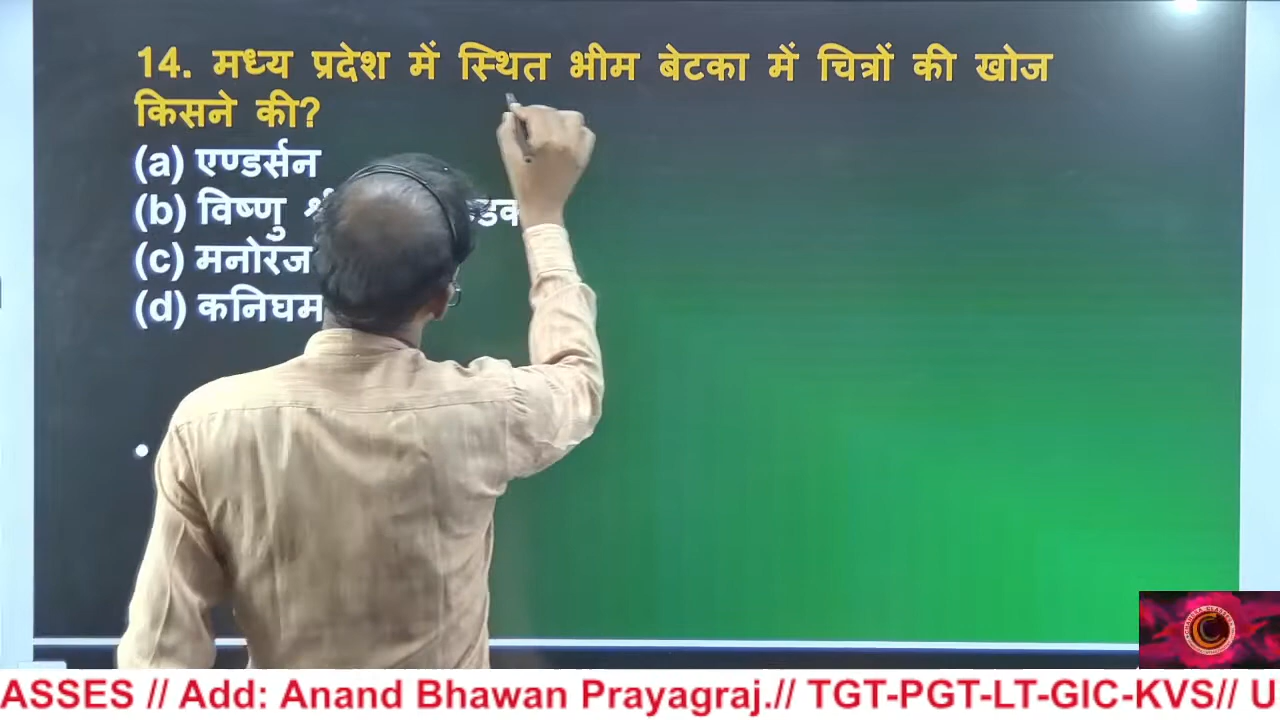 14. मध्य प्रदेश में स्थित भीम बेटका में चित्रों की खोज
किसने की?
(a) एण्डर्सन
(b) विष्णु
(c) मनोरज
(d) कनिघम
ASSES // Add: Anand Bhawan Prayagraj.// TGT-PGT-LT-GIC-KVS// U